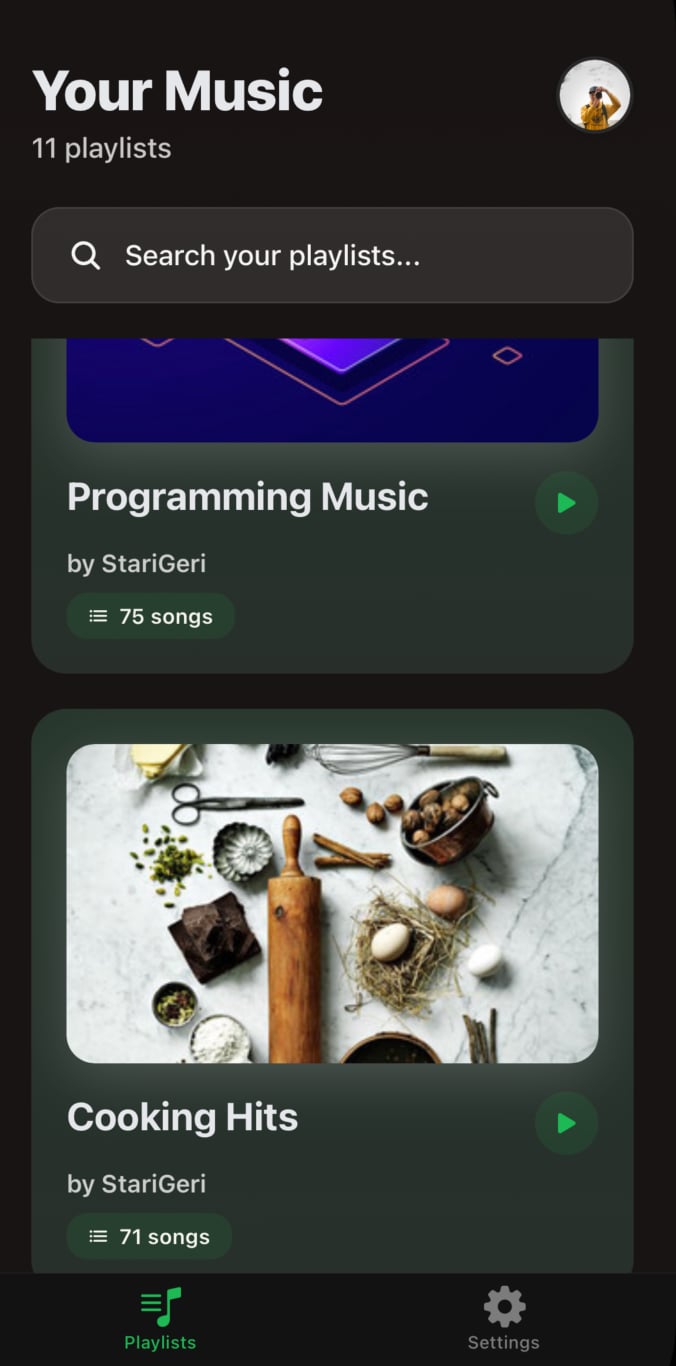 Your Music
11 playlists
Search your playlists...
Programming Music
by StariGeri
75 songs
Cooking Hits
by StariGeri
71 songs
Playlists
Settings